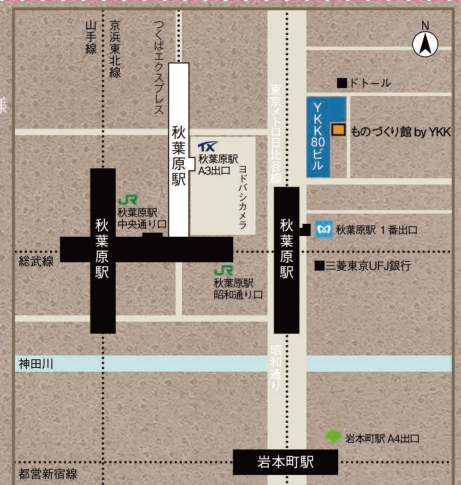 様
山手線
京浜東北線
つくばエクスプレス
N
東京メトロ日比谷線
■ドトール
YKK80ビル
ものづくり館 by YKK
秋葉原駅
TX
秋葉原駅
A3出口
ヨドバシカメラ
JR
秋葉原駅
中央通り口
秋葉原駅
秋葉原駅
秋葉原駅 1番出口
総武線
JR
秋葉原駅
昭和通り口
■三菱東京UFJ銀行
神田川
昭和通り
岩本町駅 A4出口
岩本町駅
都営新宿線